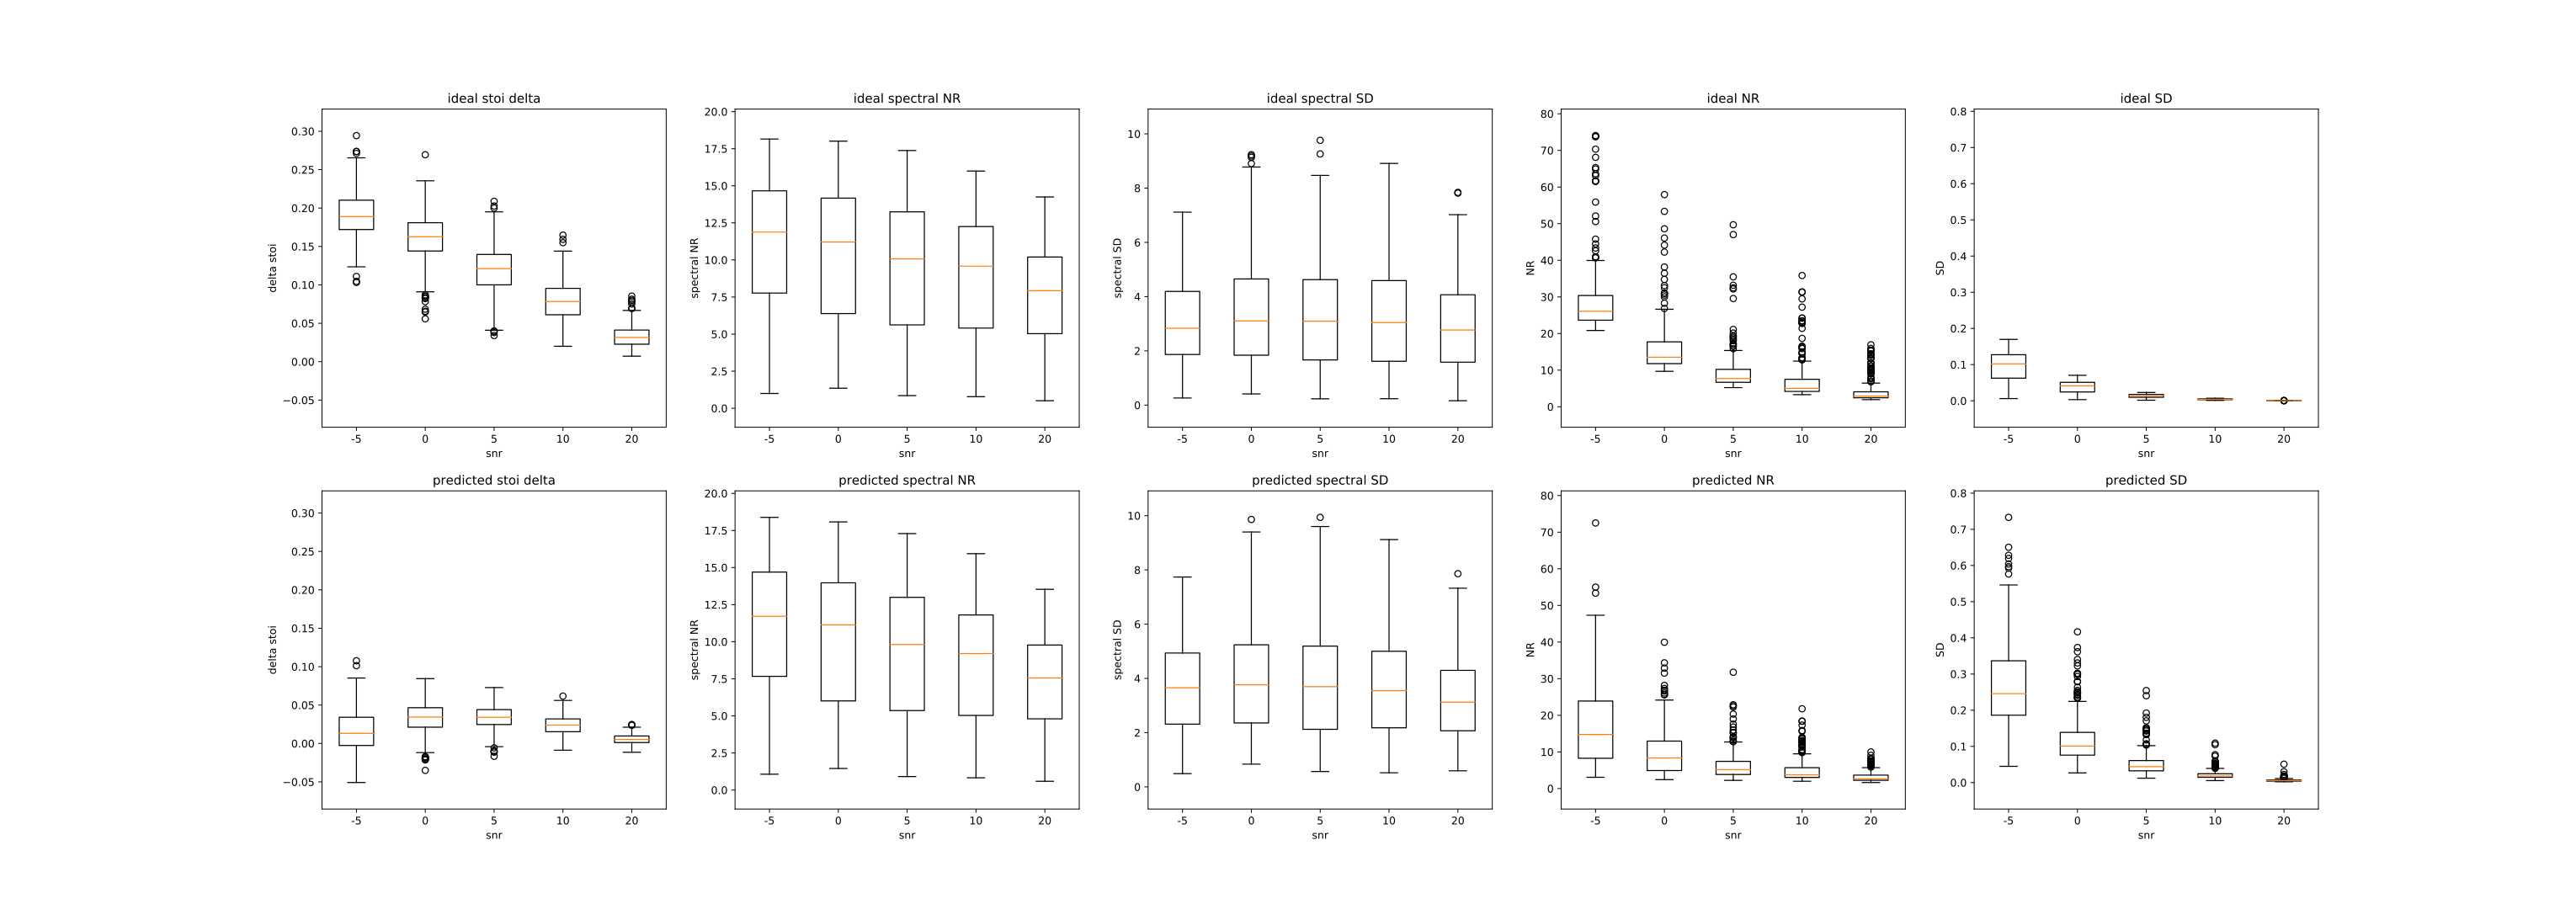 ideal stoi delta
0.30
0.25
0.20
0.15
0.10
0.05
0.00
−0.05
delta stoi
-5 0 5 10 20
snr
ideal spectral NR
20.0
17.5
15.0
12.5
10.0
7.5
5.0
2.5
0.0
spectral NR
-5 0 5 10 20
snr
ideal spectral SD
10
8
6
4
2
0
spectral SD
-5 0 5 10 20
snr
ideal NR
80
70
60
50
40
30
20
10
0
NR
-5 0 5 10 20
snr
ideal SD
0.8
0.7
0.6
0.5
0.4
0.3
0.2
0.1
0.0
SD
-5 0 5 10 20
snr
predicted stoi delta
0.30
0.25
0.20
0.15
0.10
0.05
0.00
−0.05
delta stoi
-5 0 5 10 20
snr
predicted spectral NR
20.0
17.5
15.0
12.5
10.0
7.5
5.0
2.5
0.0
spectral NR
-5 0 5 10 20
snr
predicted spectral SD
10
8
6
4
2
0
spectral SD
-5 0 5 10 20
snr
predicted NR
80
70
60
50
40
30
20
10
0
NR
-5 0 5 10 20
snr
predicted SD
0.8
0.7
0.6
0.5
0.4
0.3
0.2
0.1
0.0
SD
-5 0 5 10 20
snr